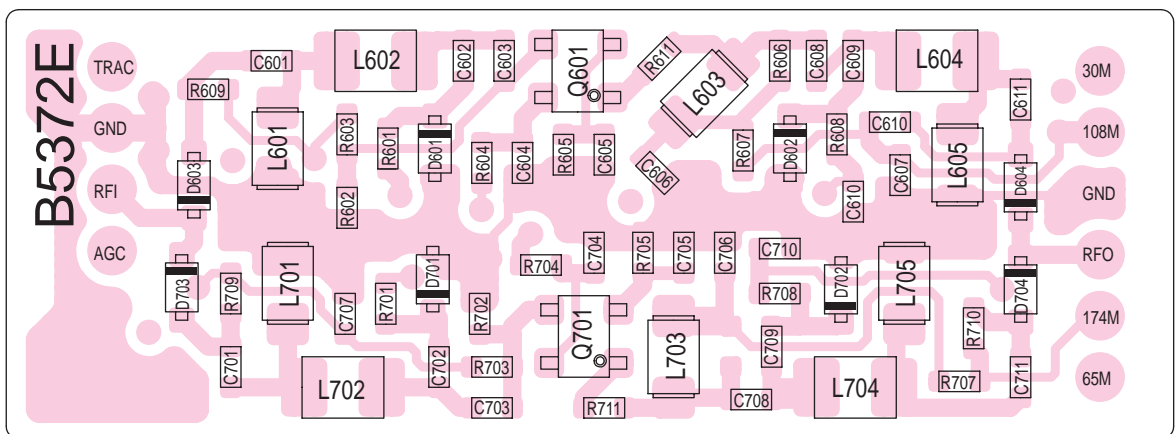 B5372E
TRAC
GND
RFI
AGC
C601
R609
L602
C602
C603
Q601
R611
L603
R606
C608
C609
L604
C611
30M
108M
GND
RFO
174M
65M
L601
R603
R601
D601
R604
C604
R605
C605
C606
R607
D602
R608
C610
C607
L605
D604
D603
R602
C610
D703
R709
L701
C707
R701
D701
R702
R704
C704
R705
C705
C706
C710
R708
D702
L705
D704
R710
C701
L702
C702
R703
C703
Q701
R711
L703
C708
C709
L704
R707
C711